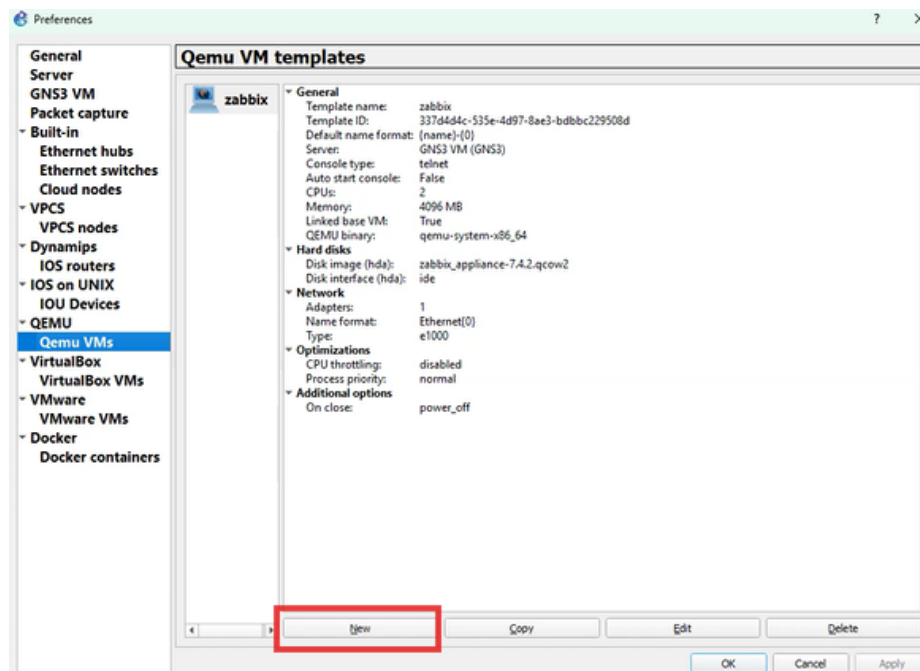 Preferences
?
General
Server
GNS3 VM
Packet capture
Built-in
Ethernet hubs
Ethernet switches
Cloud nodes
VPCS
VPCS nodes
Dynamips
IOS routers
IOS on UNIX
IOU Devices
QEMU
Qemu VMs
VirtualBox
VirtualBox VMs
VMware
VMware VMs
Docker
Docker containers
Qemu VM templates
zabbix
General
Template name: zabbix
Template ID: 337d4d4c-535e-4d97-8ae3-bdbbc229508d
Default name format: {name}-{0}
Server: GNS3 VM (GNS3)
Console type: telnet
Auto start console: False
CPUs: 2
Memory: 4096 MB
Linked base VM: True
QEMU binary: qemu-system-x86_64
Hard disks
Disk image (hda): zabbix_appliance-7.4.2.qcow2
Disk interface (hda): ide
Network
Adapters: 1
Name format: Ethernet{0}
Type: e1000
Optimizations
CPU throttling: disabled
Process priority: normal
Additional options
On close: power_off
New Copy Edit Delete
OK Cancel Apply